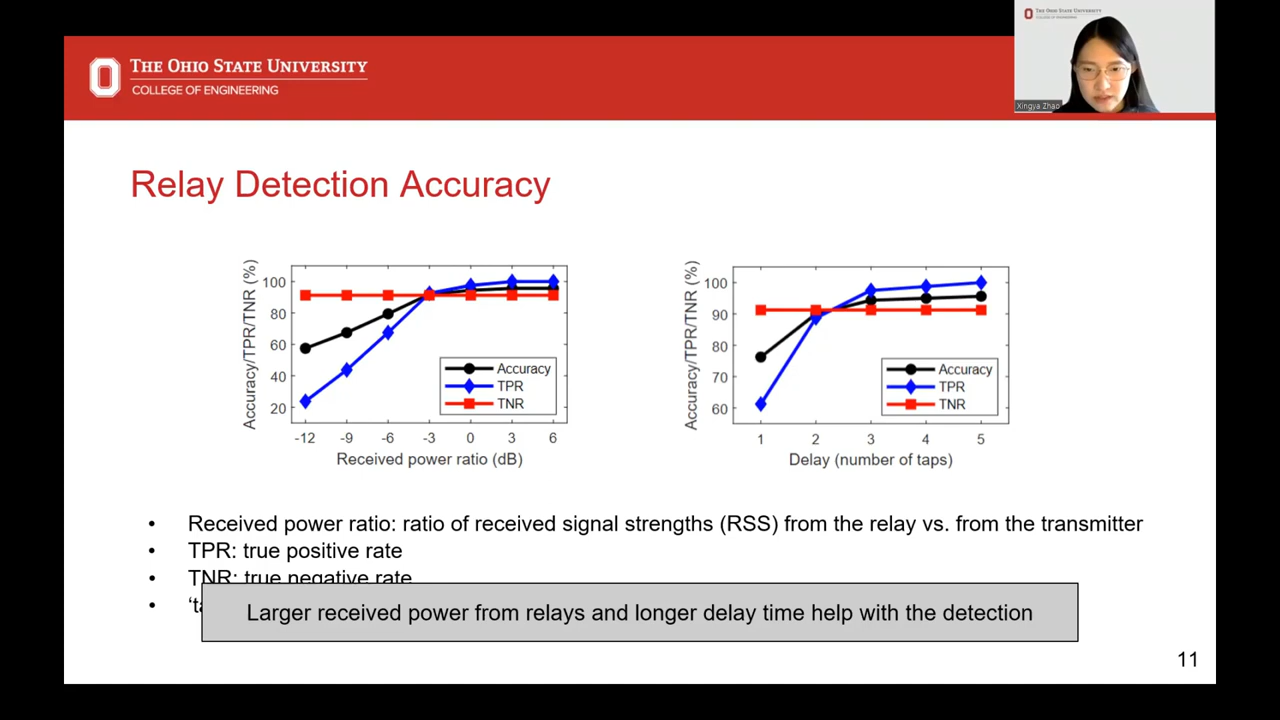 THE OHIO STATE UNIVERSITY
COLLEGE OF ENGINEERING
THE OHIO STATE UNIVERSITY
Xingya Zhao
Relay Detection Accuracy
Accuracy/TPR/TNR (%)
100
80
60
40
20
Accuracy
TPR
TNR
-12 -9 -6 -3 0 3 6
Received power ratio (dB)
Accuracy/TPR/TNR (%)
100
90
80
70
60
Accuracy
TPR
TNR
1 2 3 4 5
Delay (number of taps)
• Received power ratio: ratio of received signal strengths (RSS) from the relay vs. from the transmitter
• TPR: true positive rate
• TNR: true negative rate
•
Larger received power from relays and longer delay time help with the detection
11